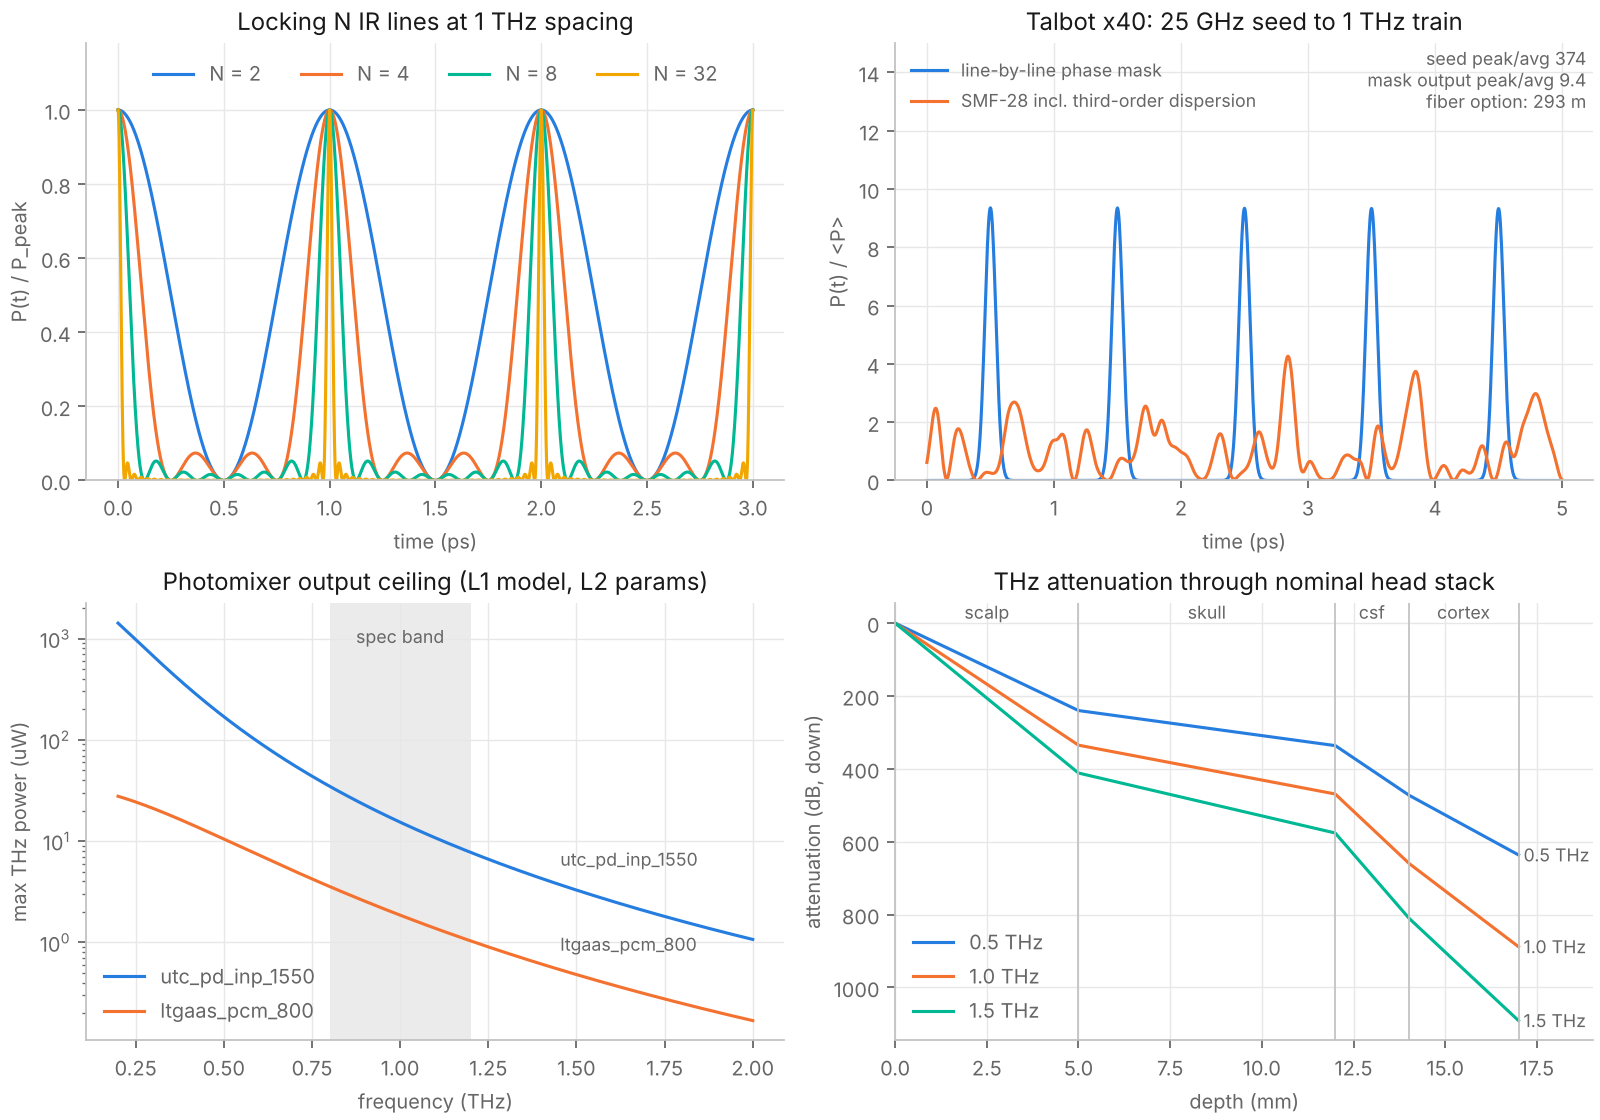 Locking N IR lines at 1 THz spacing
N = 2
N = 4
N = 8
N = 32
P(t) / P_peak
1.0
0.8
0.6
0.4
0.2
0.0
0.0
0.5
1.0
1.5
2.0
2.5
3.0
time (ps)
Talbot x40: 25 GHz seed to 1 THz train
line-by-line phase mask
SMF-28 incl. third-order dispersion
seed peak/avg 374
mask output peak/avg 9.4
fiber option: 293 m
P(t) / <P>
14
12
10
8
6
4
2
0
0
1
2
3
4
5
time (ps)
Photomixer output ceiling (L1 model, L2 params)
spec band
max THz power (uW)
10³
10²
10¹
10⁰
utc_pd_inp_1550
ltgaas_pcm_800
utc_pd_inp_1550
ltgaas_pcm_800
0.25
0.50
0.75
1.00
1.25
1.50
1.75
2.00
frequency (THz)
THz attenuation through nominal head stack
scalp
skull
csf
cortex
attenuation (dB, down)
0
200
400
600
800
1000
0.5 THz
1.0 THz
1.5 THz
0.5 THz
1.0 THz
1.5 THz
0.0
2.5
5.0
7.5
10.0
12.5
15.0
17.5
depth (mm)